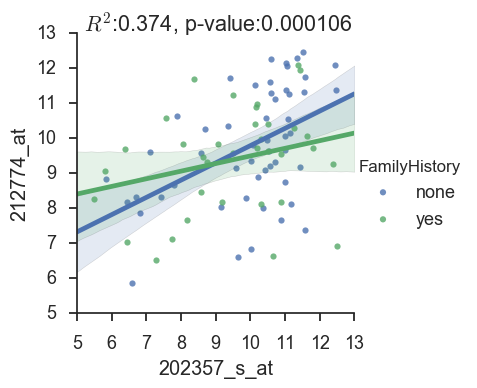 R²:0.374, p-value:0.000106
13
12
11
10
9
8
7
6
5
212774_at
5 6 7 8 9 10 11 12 13
202357_s_at
FamilyHistory
none
yes